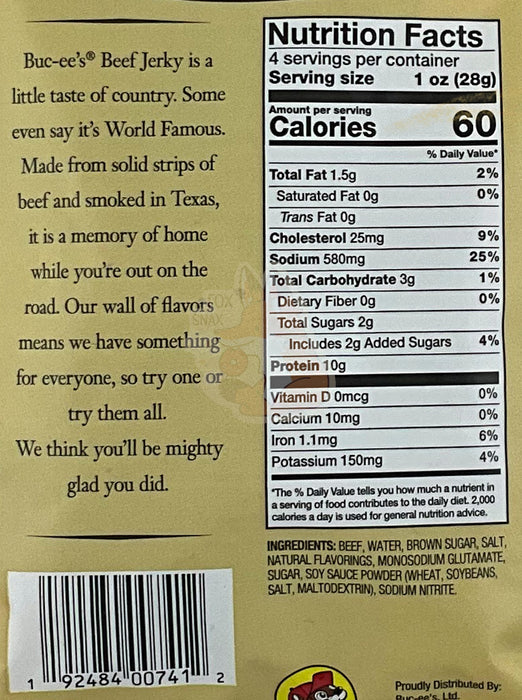 Buc-ee's® Beef Jerky is a
little taste of country. Some
even say it's World Famous.
Made from solid strips of
beef and smoked in Texas,
it is a memory of home
while you're out on the
road. Our wall of flavors
means we have something
for everyone, so try one or
try them all.
We think you'll be mighty
glad you did.
1 92484 00741 2
Nutrition Facts
4 servings per container
Serving size 1 oz (28g)
Amount per serving
Calories 60
% Daily Value*
Total Fat 1.5g 2%
Saturated Fat 0g 0%
Trans Fat 0g
Cholesterol 25mg 9%
Sodium 580mg 25%
Total Carbohydrate 3g 1%
Dietary Fiber 0g 0%
Total Sugars 2g
Includes 2g Added Sugars 4%
Protein 10g
Vitamin D 0mcg 0%
Calcium 10mg 0%
Iron 1.1mg 6%
Potassium 150mg 4%
*The % Daily Value tells you how much a nutrient in
a serving of food contributes to the daily diet. 2,000
calories a day is used for general nutrition advice.
INGREDIENTS: BEEF, WATER, BROWN SUGAR, SALT,
NATURAL FLAVORINGS, MONOSODIUM GLUTAMATE,
SUGAR, SOY SAUCE POWDER (WHEAT, SOYBEANS,
SALT, MALTODEXTRIN), SODIUM NITRITE.
Proudly Distributed By:
Buc-ee's, Ltd.